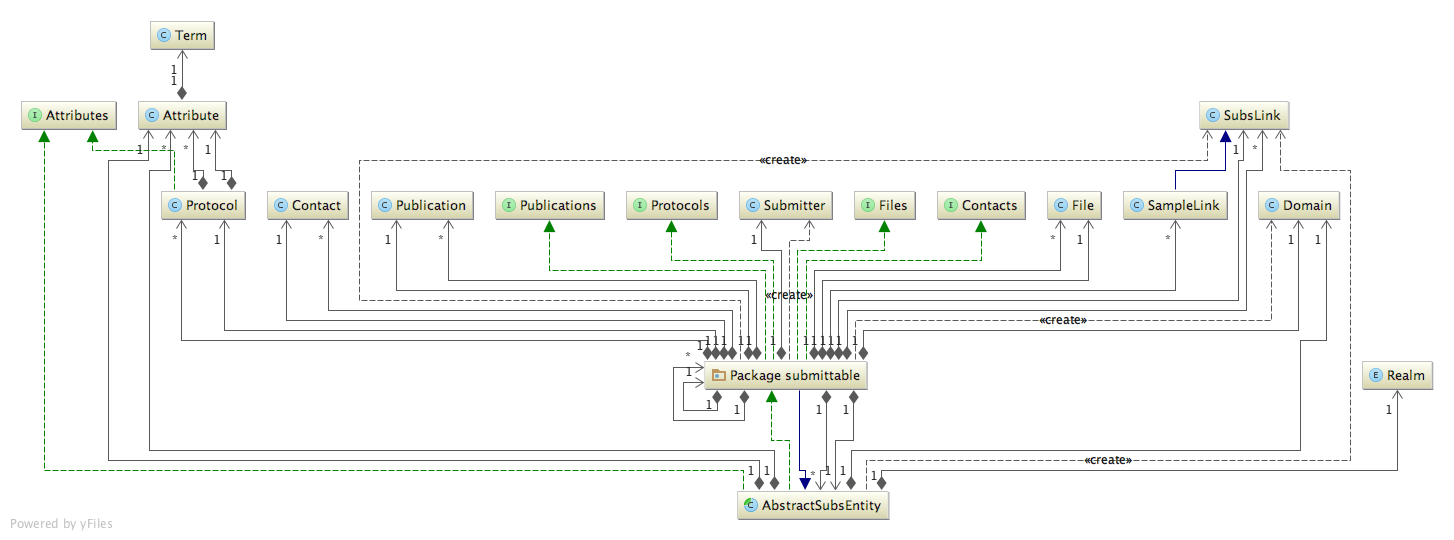 C Term
I Attributes
C Attribute
C SubsLink
1
1
1
*
*
1
1
*
1
1
«create»
C Protocol
C Contact
C Publication
I Publications
I Protocols
C Submitter
I Files
I Contacts
C File
C SampleLink
C Domain
*
1
1
*
1
*
1
*
1
*
1
1
«create»
«create»
1
1
1
1
1
1
1
1
1
1
1
1
1
*
1
Package submittable
E Realm
1
1
1
1
1
«create»
1
1
*
1
1
1
C AbstractSubsEntity
Powered by yFiles